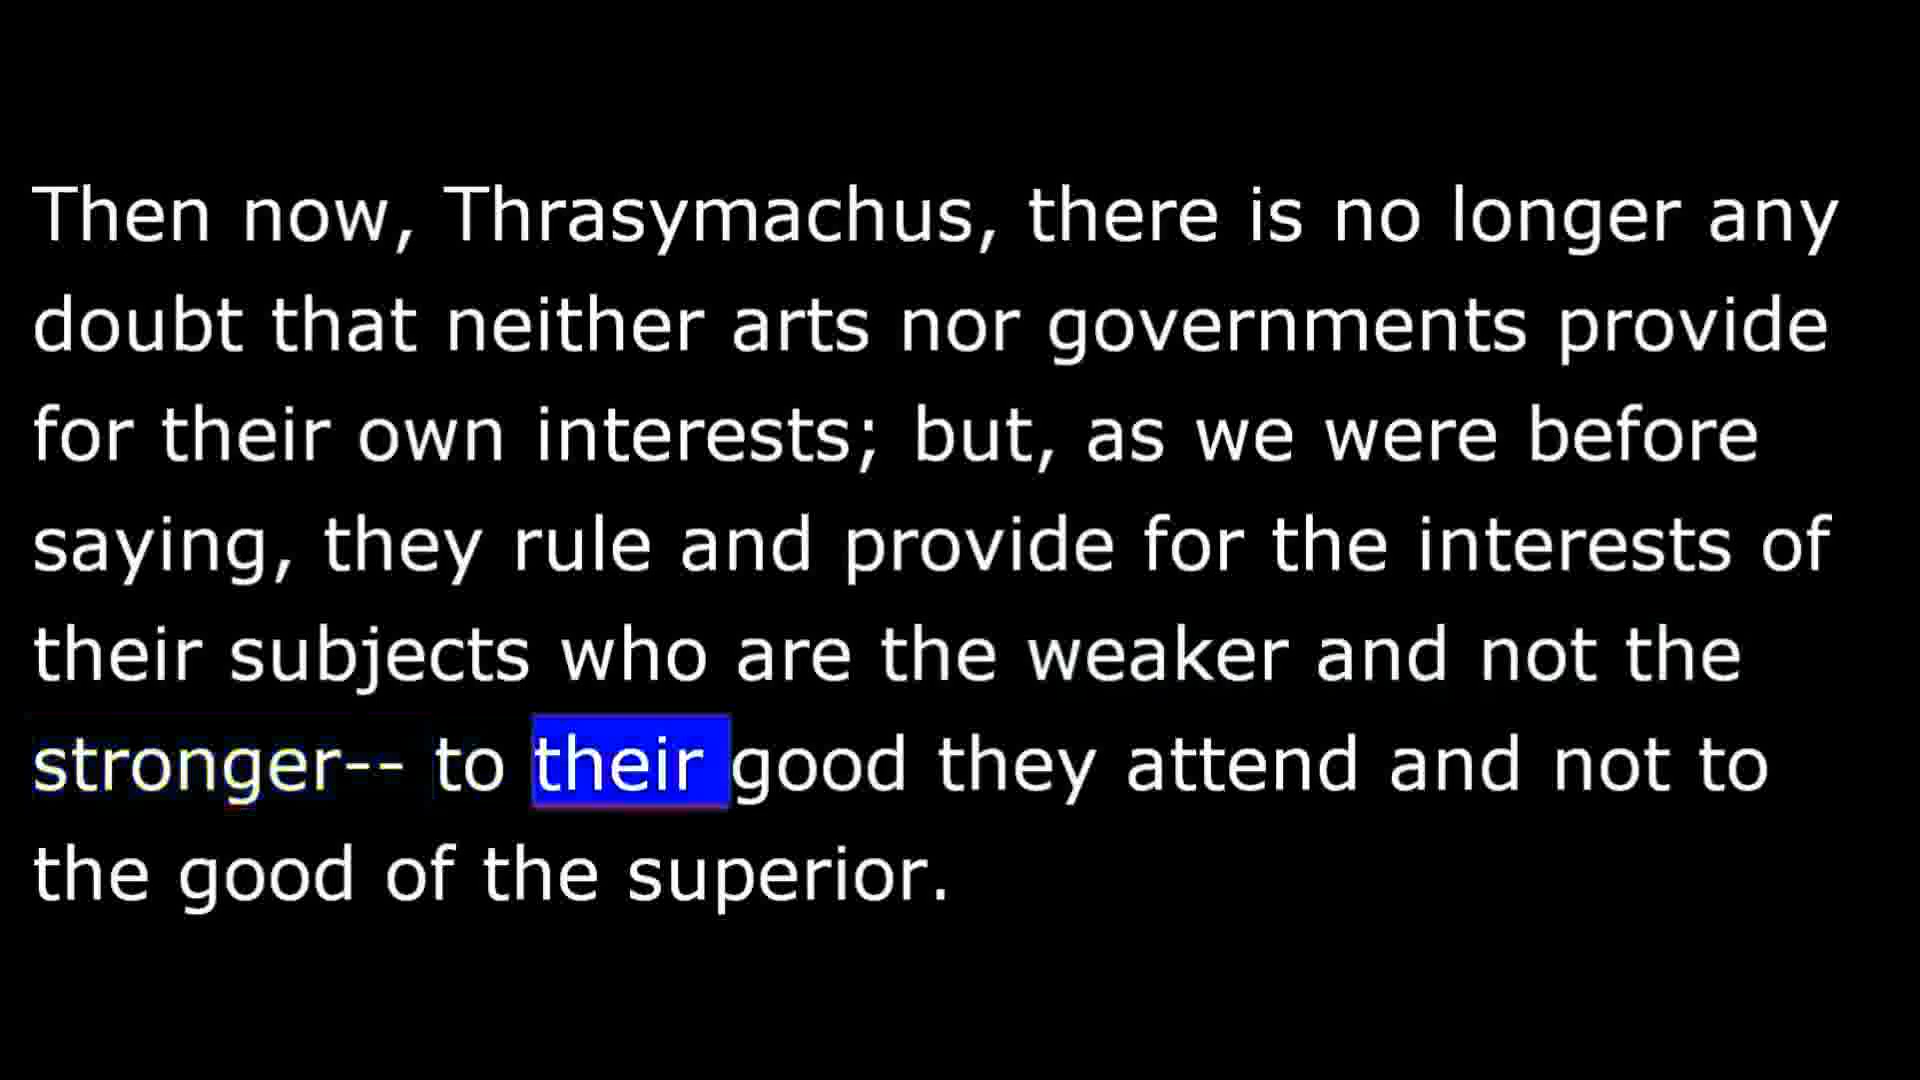 Then now, Thrasymachus, there is no longer any
doubt that neither arts nor governments provide
for their own interests; but, as we were before
saying, they rule and provide for the interests of
their subjects who are the weaker and not the
stronger-- to their good they attend and not to
the good of the superior.